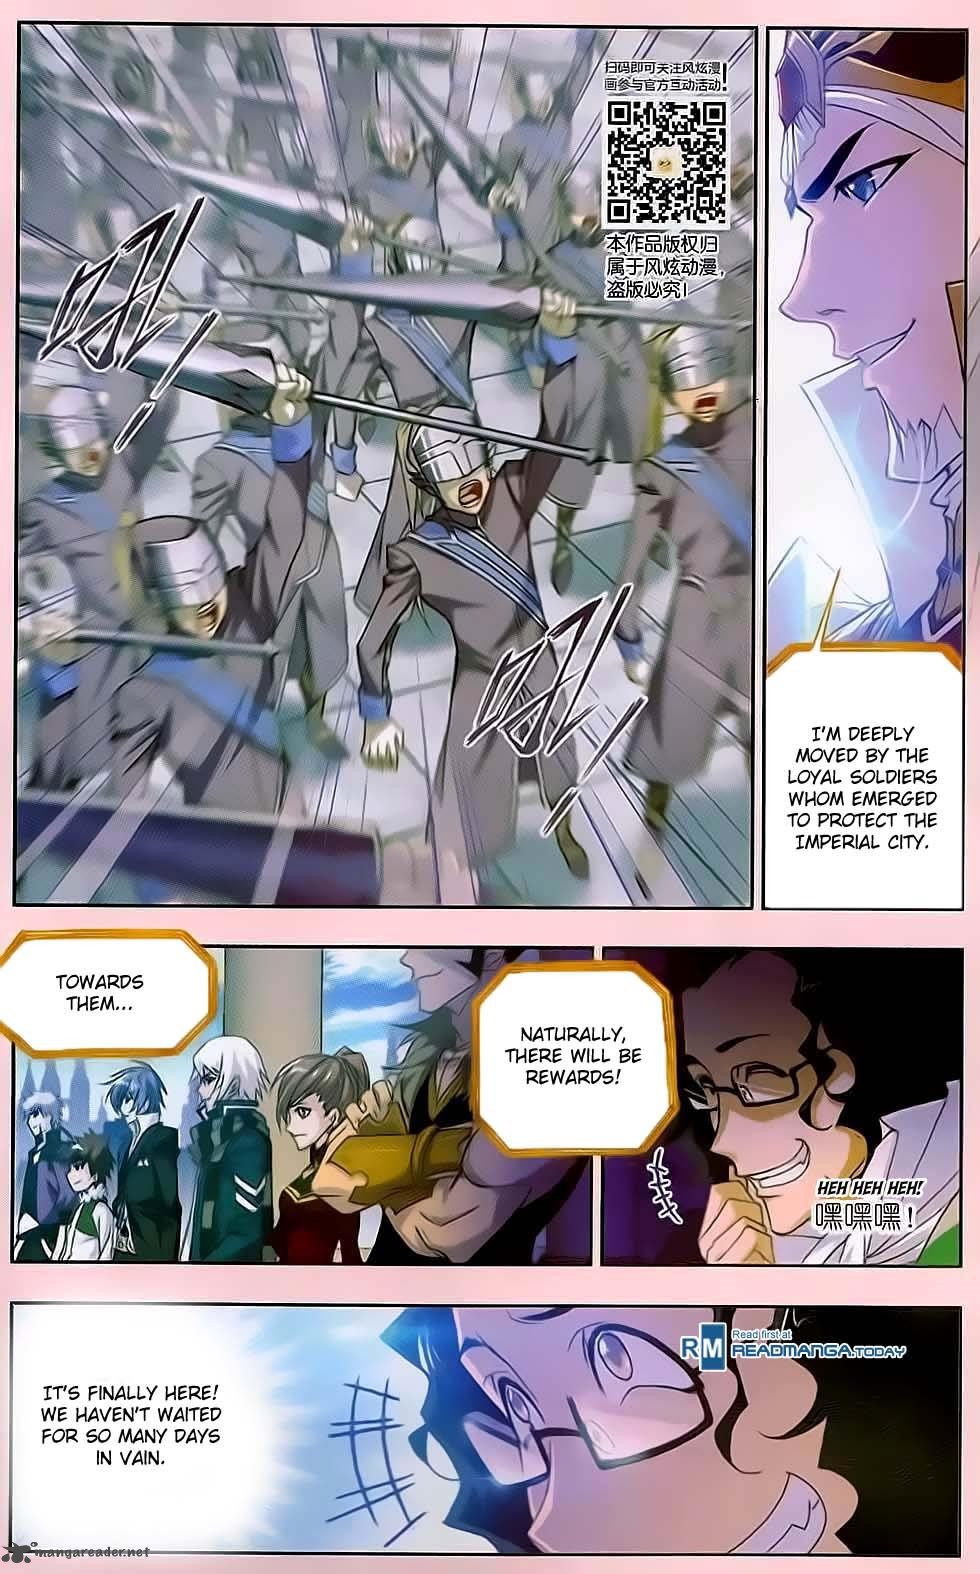 扫码即可关注风炫漫
画参与官方互动活动!
本作品版权归
属于风炫动漫,
盗版必究!
叱
叱
I'M DEEPLY
MOVED BY THE
LOYAL SOLDIERS
WHOM EMERGED
TO PROTECT THE
IMPERIAL CITY.
TOWARDS
THEM...
NATURALLY,
THERE WILL BE
REWARDS!
HEH HEH HEH!
嘿嘿嘿!
IT'S FINALLY HERE!
WE HAVEN'T WAITED
FOR SO MANY DAYS
IN VAIN.
RM Read first at
READMANGA.TODAY
mangareader.net